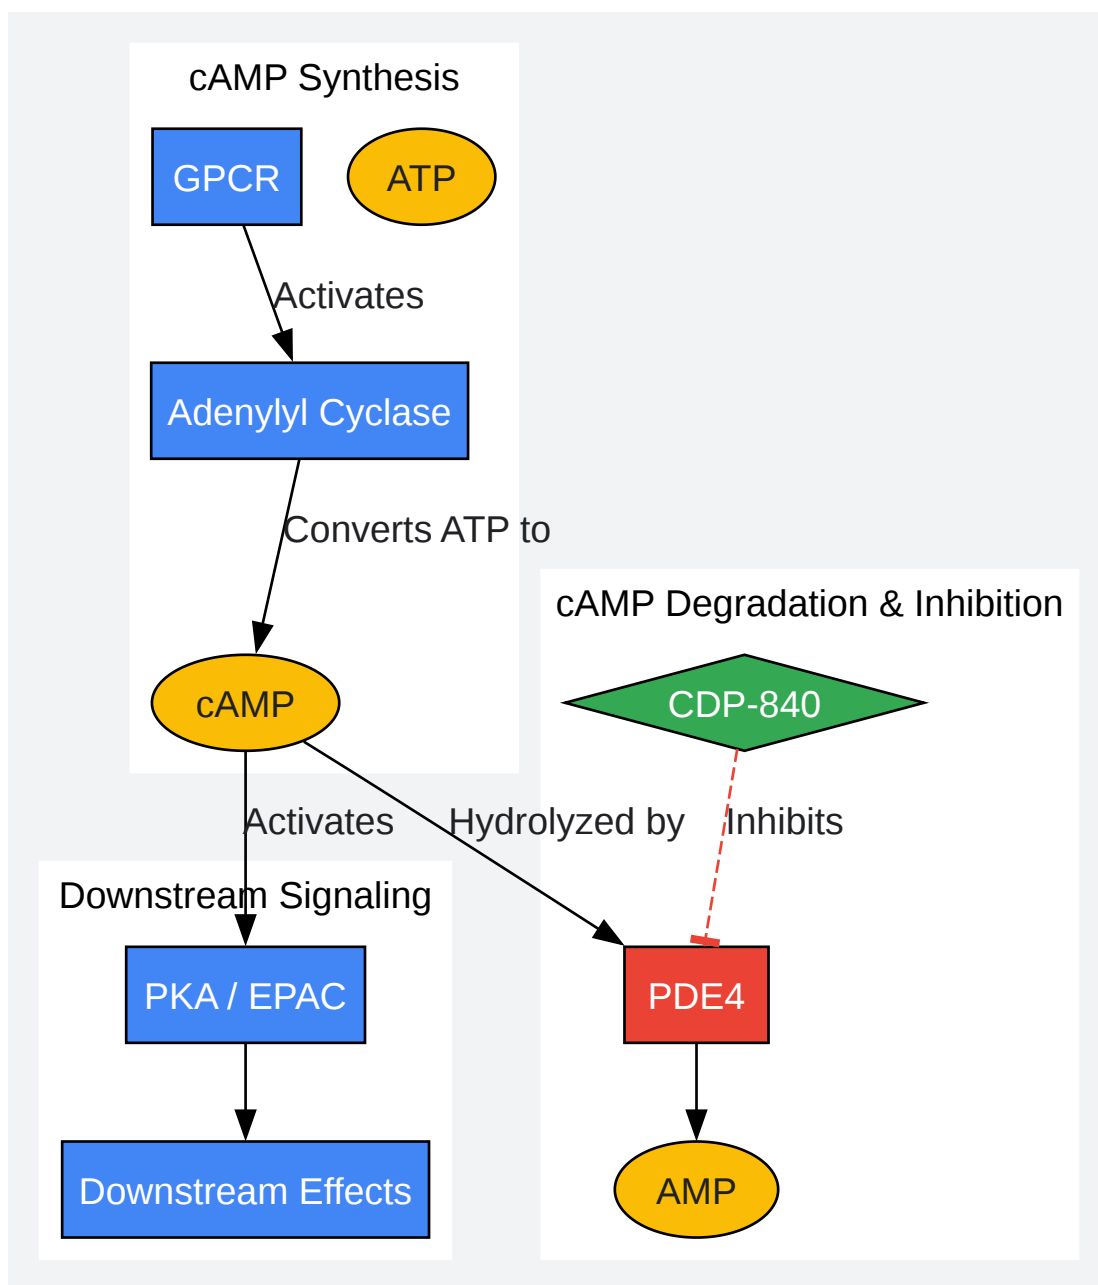 cAMP Synthesis
GPCR
ATP
Activates
Adenylyl Cyclase
Converts ATP to
cAMP Degradation & Inhibition
cAMP
CDP-840
Activates
Hydrolyzed by
Inhibits
Downstream Signaling
PKA / EPAC
PDE4
Downstream Effects
AMP